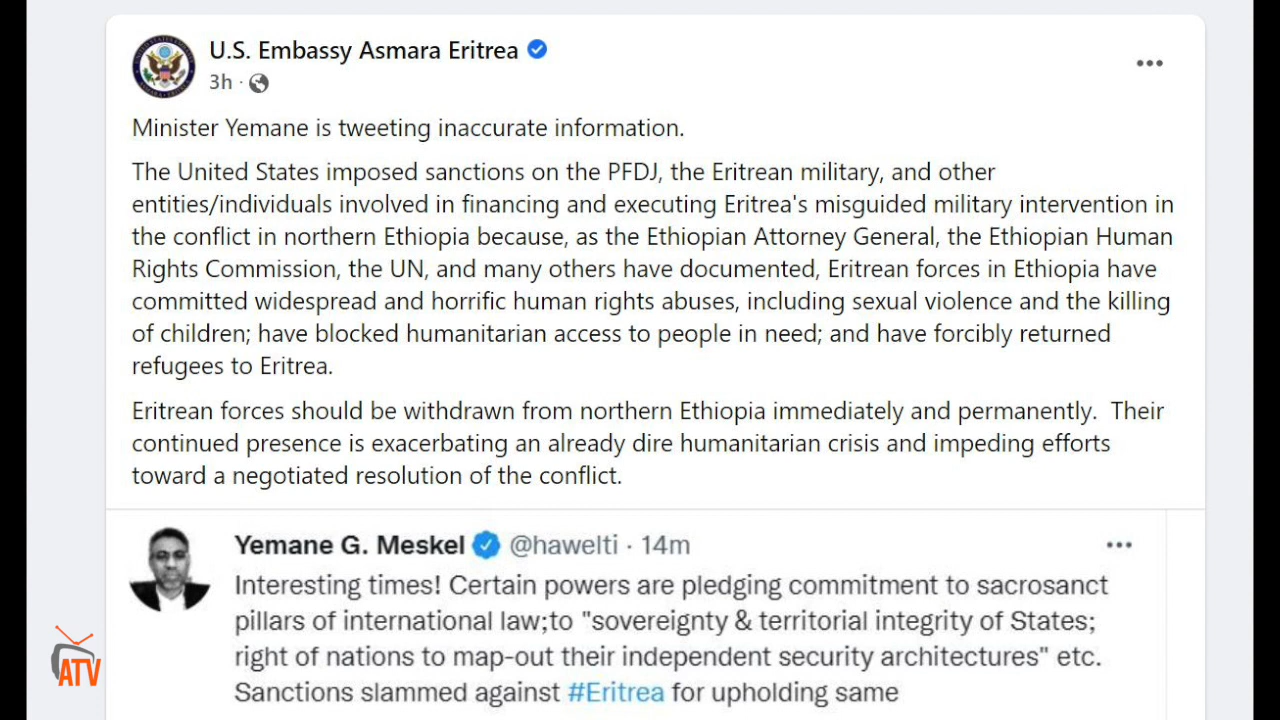 U.S. Embassy Asmara Eritrea
3h ·
Minister Yemane is tweeting inaccurate information.
The United States imposed sanctions on the PFDJ, the Eritrean military, and other
entities/individuals involved in financing and executing Eritrea's misguided military intervention in
the conflict in northern Ethiopia because, as the Ethiopian Attorney General, the Ethiopian Human
Rights Commission, the UN, and many others have documented, Eritrean forces in Ethiopia have
committed widespread and horrific human rights abuses, including sexual violence and the killing
of children; have blocked humanitarian access to people in need; and have forcibly returned
refugees to Eritrea.
Eritrean forces should be withdrawn from northern Ethiopia immediately and permanently.  Their
continued presence is exacerbating an already dire humanitarian crisis and impeding efforts
toward a negotiated resolution of the conflict.
Yemane G. Meskel @hawelti · 14m
Interesting times! Certain powers are pledging commitment to sacrosanct
pillars of international law;to "sovereignty & territorial integrity of States;
right of nations to map-out their independent security architectures" etc.
Sanctions slammed against #Eritrea for upholding same
ATV